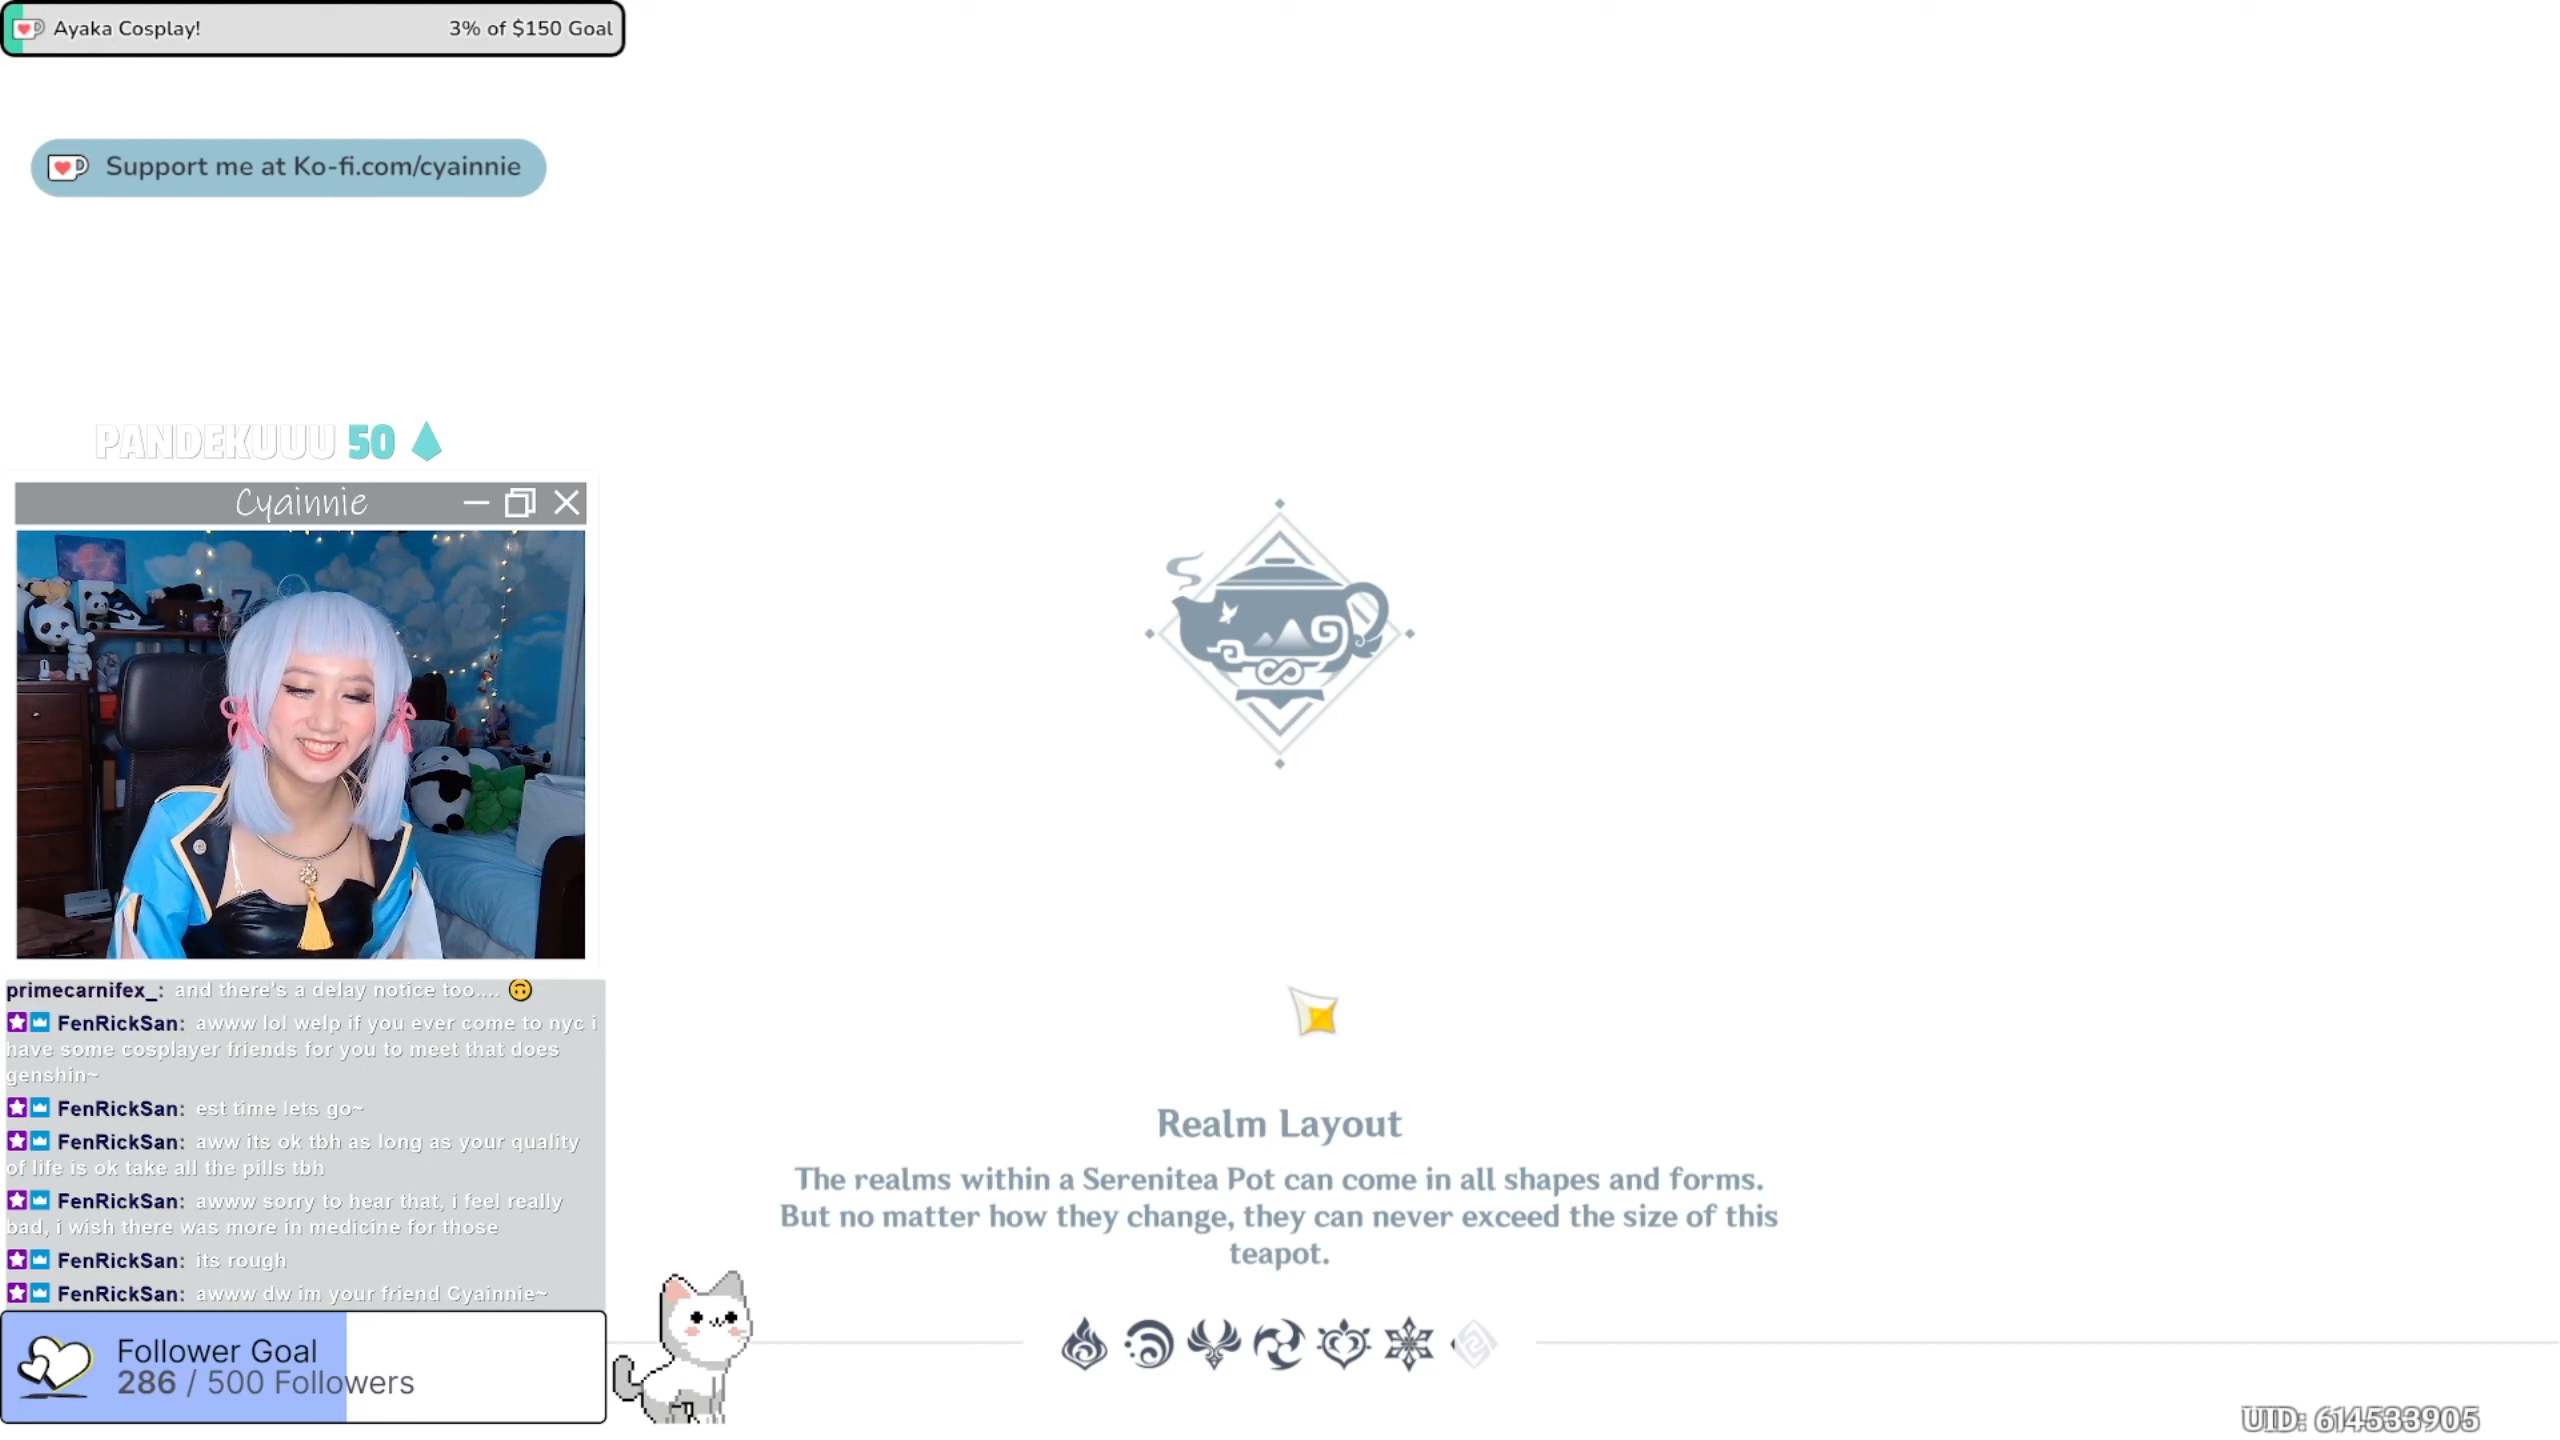 Ayaka Cosplay! 3% of $150 Goal
Support me at Ko-fi.com/cyainnie
PANDEKUUU 50
Cyainnie
7
primecarnifex_: and there's a delay notice too.... 🙃
FenRickSan: awww lol welp if you ever come to nyc i
have some cosplayer friends for you to meet that does
genshin~
FenRickSan: est time lets go~
FenRickSan: aww its ok tbh as long as your quality
of life is ok take all the pills tbh
FenRickSan: awww sorry to hear that, i feel really
bad, i wish there was more in medicine for those
FenRickSan: its rough
FenRickSan: awww dw im your friend Cyainnie~
Follower Goal
286 / 500 Followers
Realm Layout
The realms within a Serenitea Pot can come in all shapes and forms.
But no matter how they change, they can never exceed the size of this
teapot.
UID: 614533905